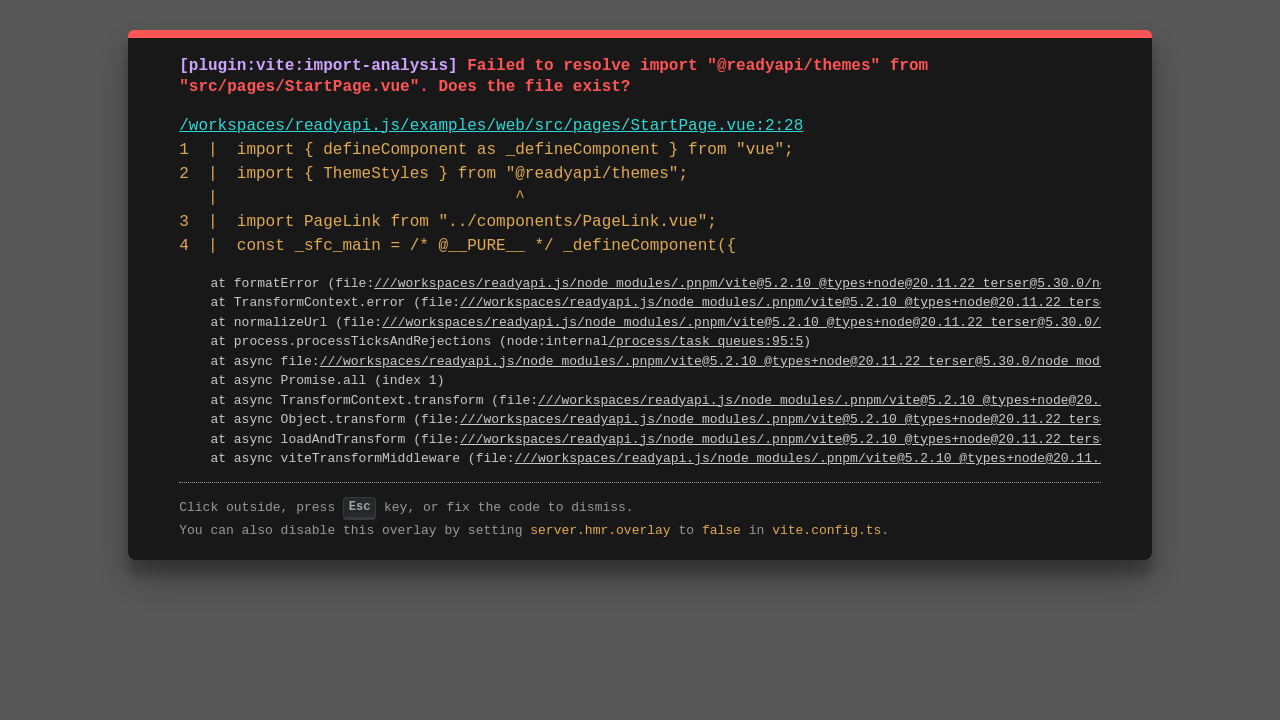 [plugin:vite:import-analysis] Failed to resolve import "@readyapi/themes" from
"src/pages/StartPage.vue". Does the file exist?
/workspaces/readyapi.js/examples/web/src/pages/StartPage.vue:2:28
1  |  import { defineComponent as _defineComponent } from "vue";
2  |  import { ThemeStyles } from "@readyapi/themes";
   |                               ^
3  |  import PageLink from "../components/PageLink.vue";
4  |  const _sfc_main = /* @__PURE__ */ _defineComponent({
at formatError (file:///workspaces/readyapi.js/node_modules/.pnpm/vite@5.2.10_@types+node@20.11.22_terser@5.30.0/n
at TransformContext.error (file:///workspaces/readyapi.js/node_modules/.pnpm/vite@5.2.10_@types+node@20.11.22_ters
at normalizeUrl (file:///workspaces/readyapi.js/node_modules/.pnpm/vite@5.2.10_@types+node@20.11.22_terser@5.30.0/
at process.processTicksAndRejections (node:internal/process/task_queues:95:5)
at async file:///workspaces/readyapi.js/node_modules/.pnpm/vite@5.2.10_@types+node@20.11.22_terser@5.30.0/node_mod
at async Promise.all (index 1)
at async TransformContext.transform (file:///workspaces/readyapi.js/node_modules/.pnpm/vite@5.2.10_@types+node@20.
at async Object.transform (file:///workspaces/readyapi.js/node_modules/.pnpm/vite@5.2.10_@types+node@20.11.22_ters
at async loadAndTransform (file:///workspaces/readyapi.js/node_modules/.pnpm/vite@5.2.10_@types+node@20.11.22_ters
at async viteTransformMiddleware (file:///workspaces/readyapi.js/node_modules/.pnpm/vite@5.2.10_@types+node@20.11.
Click outside, press Esc key, or fix the code to dismiss.
You can also disable this overlay by setting server.hmr.overlay to false in vite.config.ts.